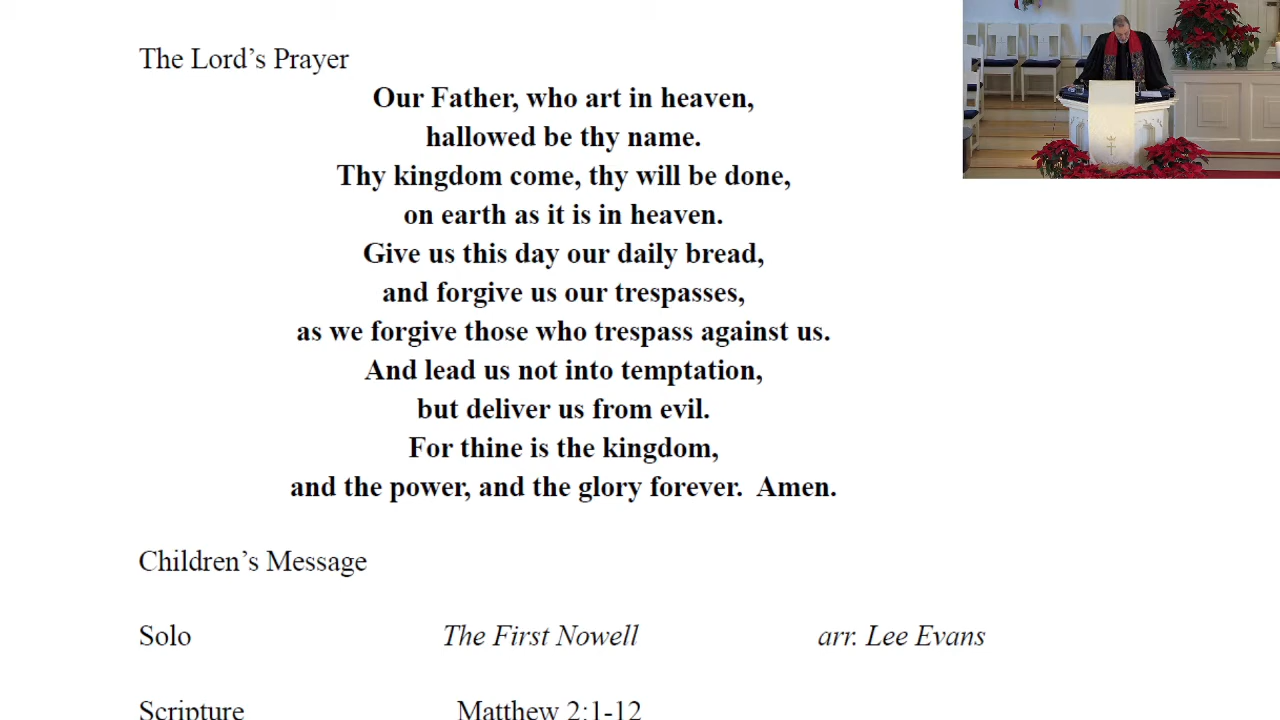 The Lord’s Prayer
Our Father, who art in heaven,
hallowed be thy name.
Thy kingdom come, thy will be done,
on earth as it is in heaven.
Give us this day our daily bread,
and forgive us our trespasses,
as we forgive those who trespass against us.
And lead us not into temptation,
but deliver us from evil.
For thine is the kingdom,
and the power, and the glory forever.  Amen.
Children’s Message
Solo The First Nowell arr. Lee Evans
Scripture Matthew 2:1-12